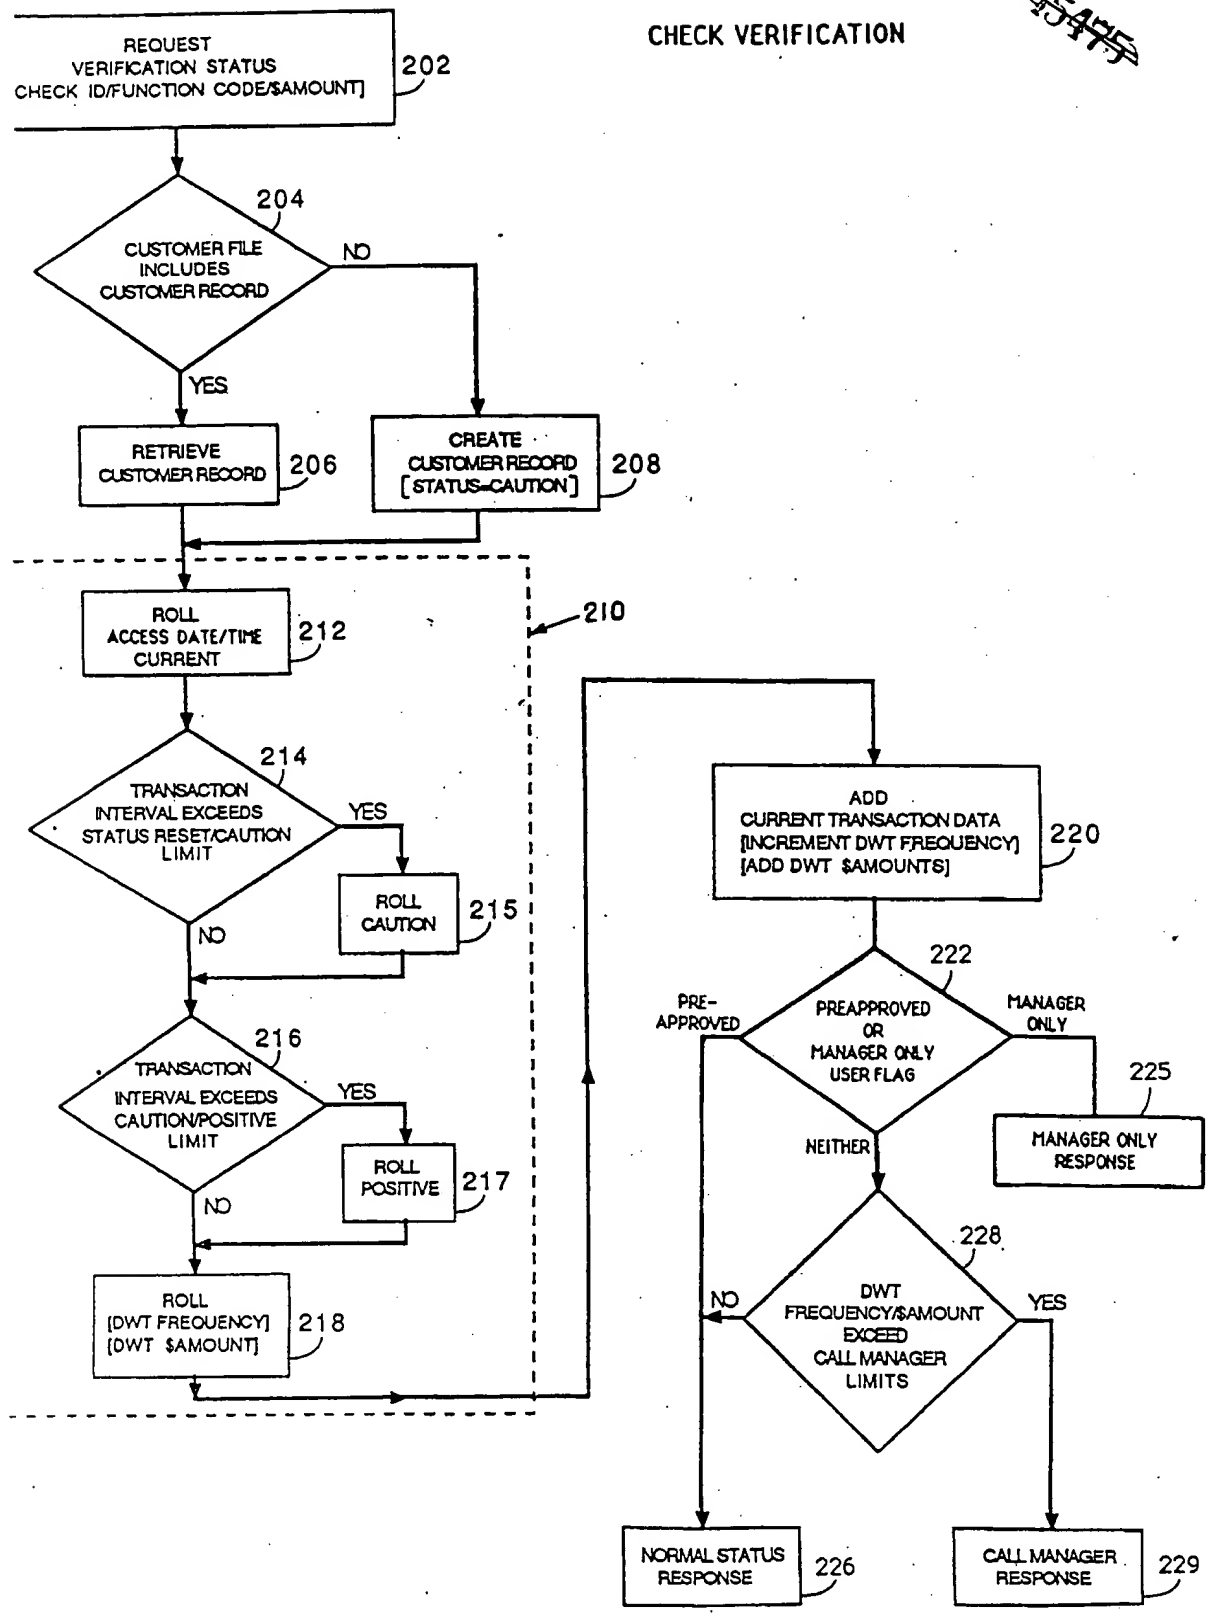 CHECK VERIFICATION
REQUEST
VERIFICATION STATUS
CHECK ID/FUNCTION CODE/$AMOUNT]
202
204
CUSTOMER FILE
INCLUDES
CUSTOMER RECORD
NO
YES
RETRIEVE
CUSTOMER RECORD
206
CREATE
CUSTOMER RECORD
[ STATUS=CAUTION ]
208
210
ROLL
ACCESS DATE/TIME
CURRENT
212
214
TRANSACTION
INTERVAL EXCEEDS
STATUS RESET/CAUTION
LIMIT
YES
NO
ROLL
CAUTION
215
216
TRANSACTION
INTERVAL EXCEEDS
CAUTION/POSITIVE
LIMIT
YES
NO
ROLL
POSITIVE
217
ROLL
[DWT FREQUENCY]
[DWT $AMOUNT]
218
ADD
CURRENT TRANSACTION DATA
[INCREMENT DWT FREQUENCY]
[ADD DWT $AMOUNTS]
220
222
PREAPPROVED
OR
MANAGER ONLY
USER FLAG
PRE-
APPROVED
MANAGER
ONLY
NEITHER
225
MANAGER ONLY
RESPONSE
228
DWT
FREQUENCY/$AMOUNT
EXCEED
CALL MANAGER
LIMITS
NO
YES
NORMAL STATUS
RESPONSE
226
CALL MANAGER
RESPONSE
229